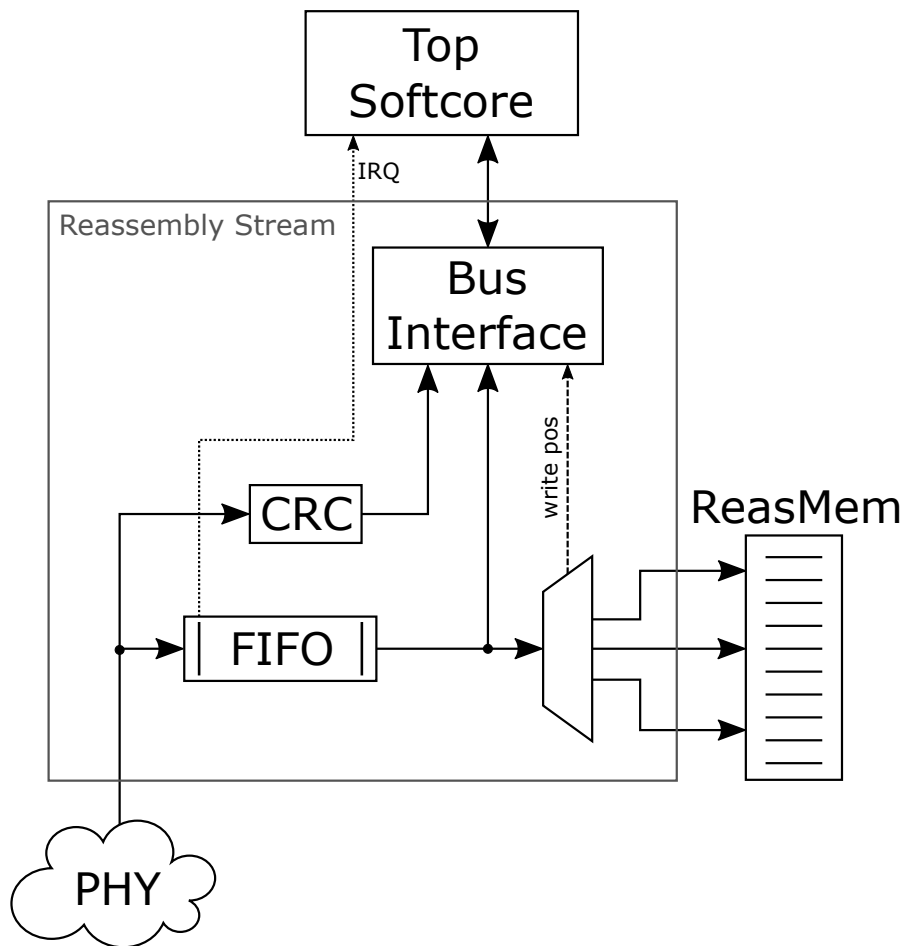 Top
Softcore
IRQ
Reassembly Stream
Bus
Interface
write pos
CRC
ReasMem
FIFO
PHY